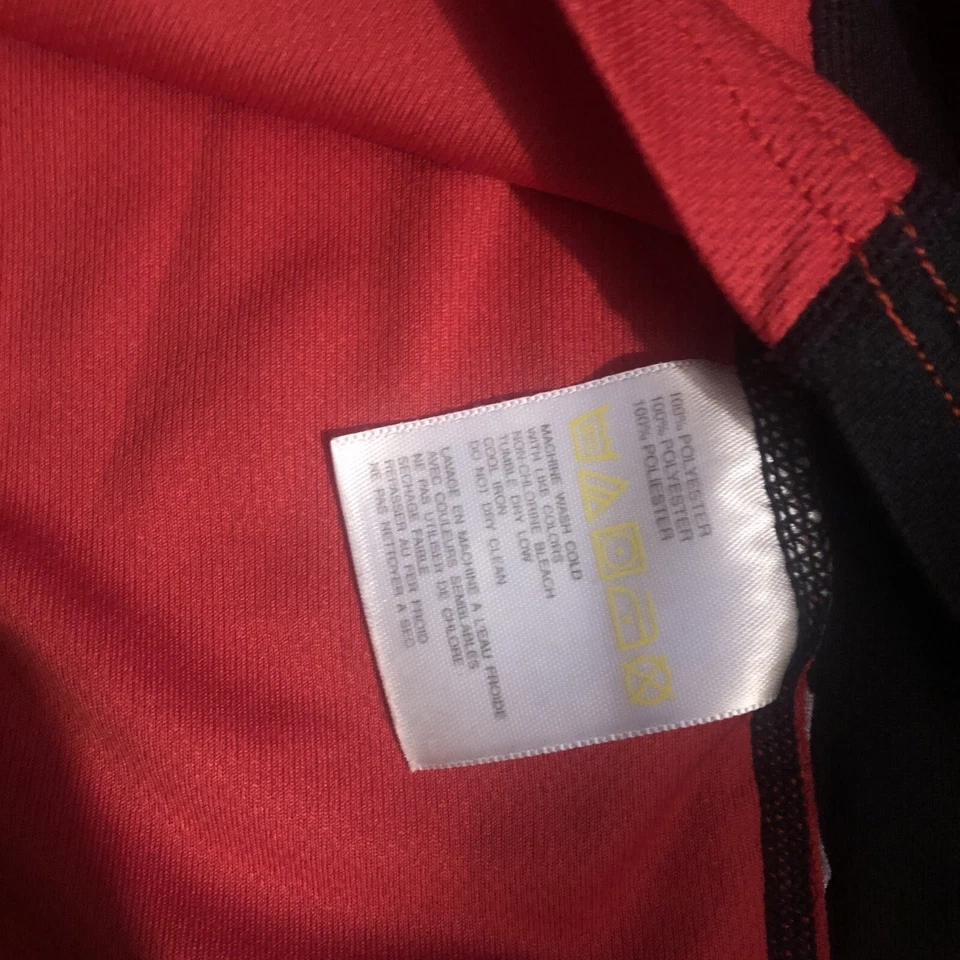 100% POLYESTER
100% POLYESTER
100% POLIESTER
MACHINE WASH COLD
WITH LIKE COLORS
NON-CHLORINE BLEACH
TUMBLE DRY LOW
COOL IRON
DO NOT DRY CLEAN
LAVAGE EN MACHINE A L'EAU FROIDE
AVEC COULEURS SEMBLABLES
NE PAS UTILISER DE CHLORE
SECHAGE FAIBLE
REPASSER AU FER FROID
NE PAS NETTOYER A SEC